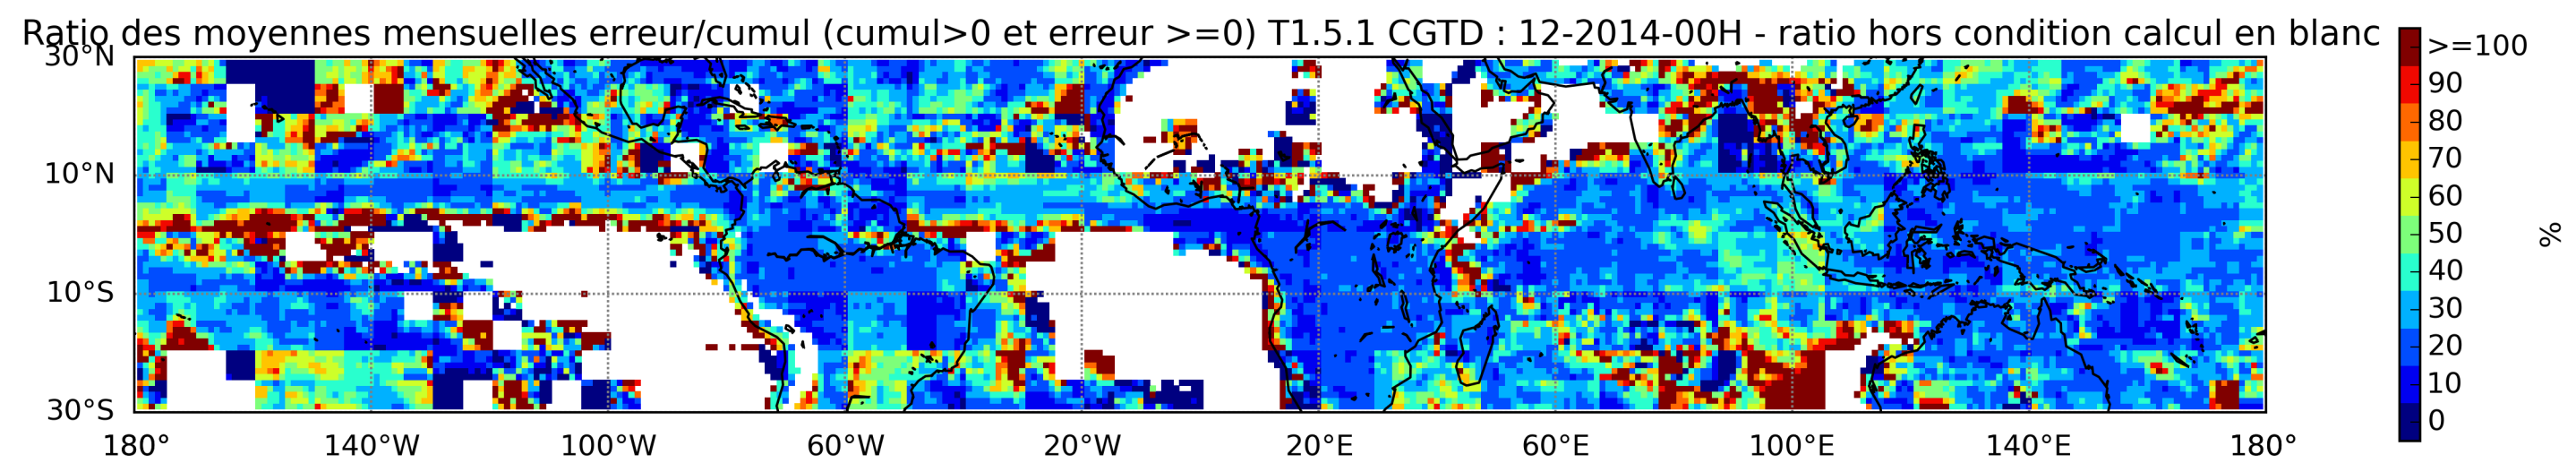 Ratio des moyennes mensuelles erreur/cumul (cumul>0 et erreur >=0) T1.5.1 CGTD : 12-2014-00H - ratio hors condition calcul en blanc
30°N
10°N
10°S
30°S
180°
140°W
100°W
60°W
20°W
20°E
60°E
100°E
140°E
180°
>=100
90
80
70
60
50
40
30
20
10
0
%